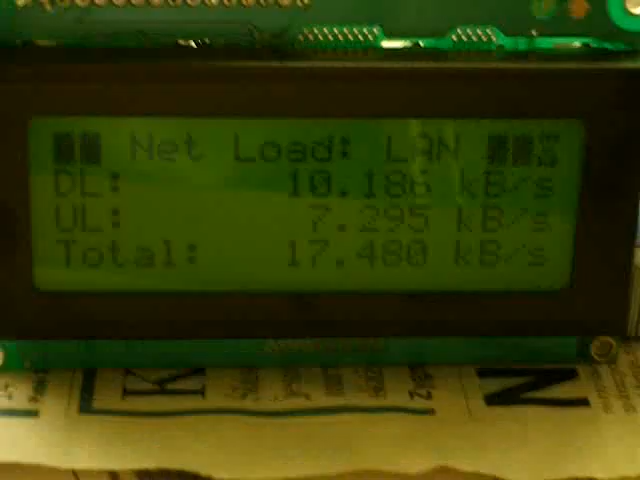 Net Load: LAN
DL: 10.186 kB/s
UL: 7.295 kB/s
Total: 17.480 kB/s
K
N